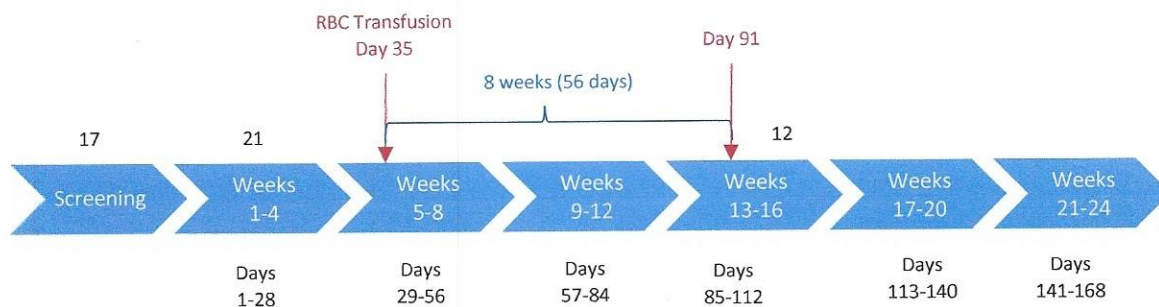 RBC Transfusion
Day 35
Day 91
8 weeks (56 days)
17
21
12
Screening
Weeks
1-4
Weeks
5-8
Weeks
9-12
Weeks
13-16
Weeks
17-20
Weeks
21-24
Days
1-28
Days
29-56
Days
57-84
Days
85-112
Days
113-140
Days
141-168